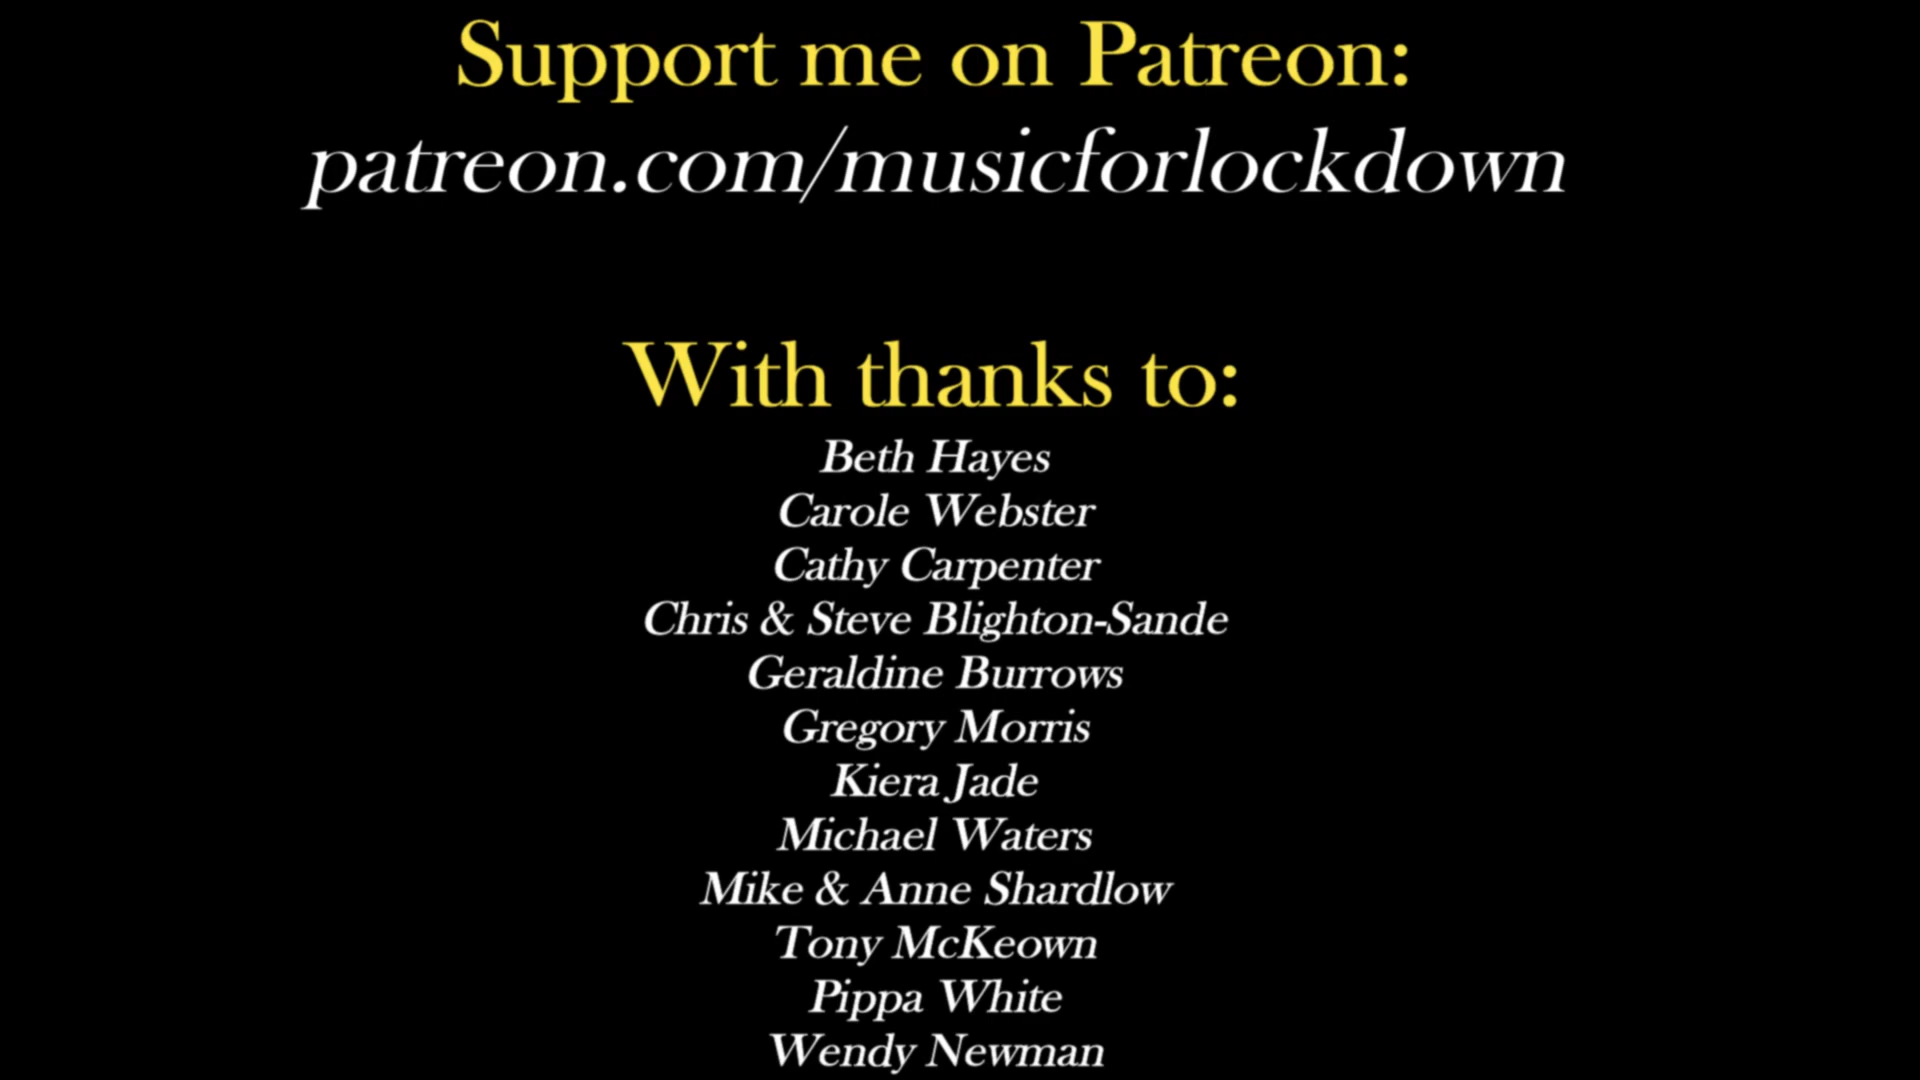 Support me on Patreon:
patreon.com/musicforlockdown
With thanks to:
Beth Hayes
Carole Webster
Cathy Carpenter
Chris & Steve Blighton-Sande
Geraldine Burrows
Gregory Morris
Kiera Jade
Michael Waters
Mike & Anne Shardlow
Tony McKeown
Pippa White
Wendy Newman